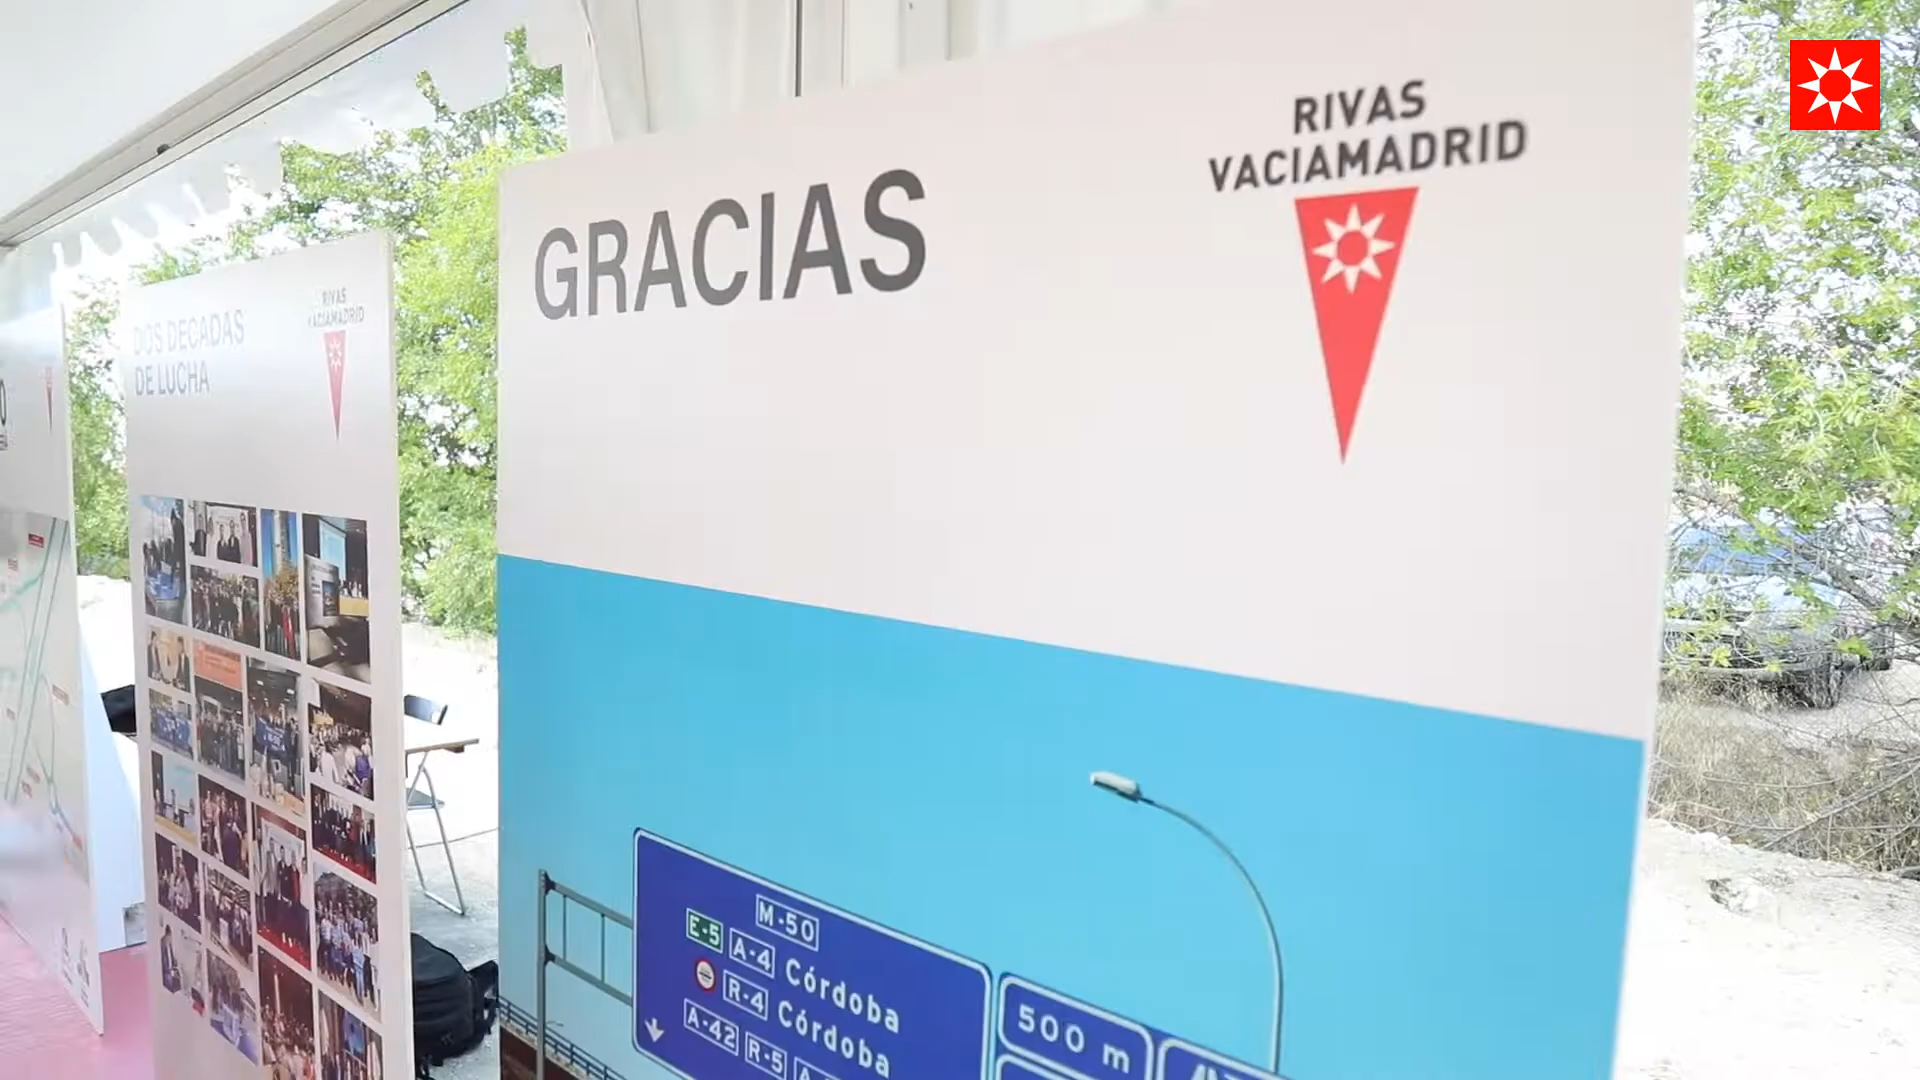 GRACIAS
RIVAS
VACIAMADRID
DOS DECADAS
DE LUCHA
RIVAS
VACIAMADRID
M-50
E-5 A-4 Córdoba
R-4 Córdoba
A-42 R-5
500 m